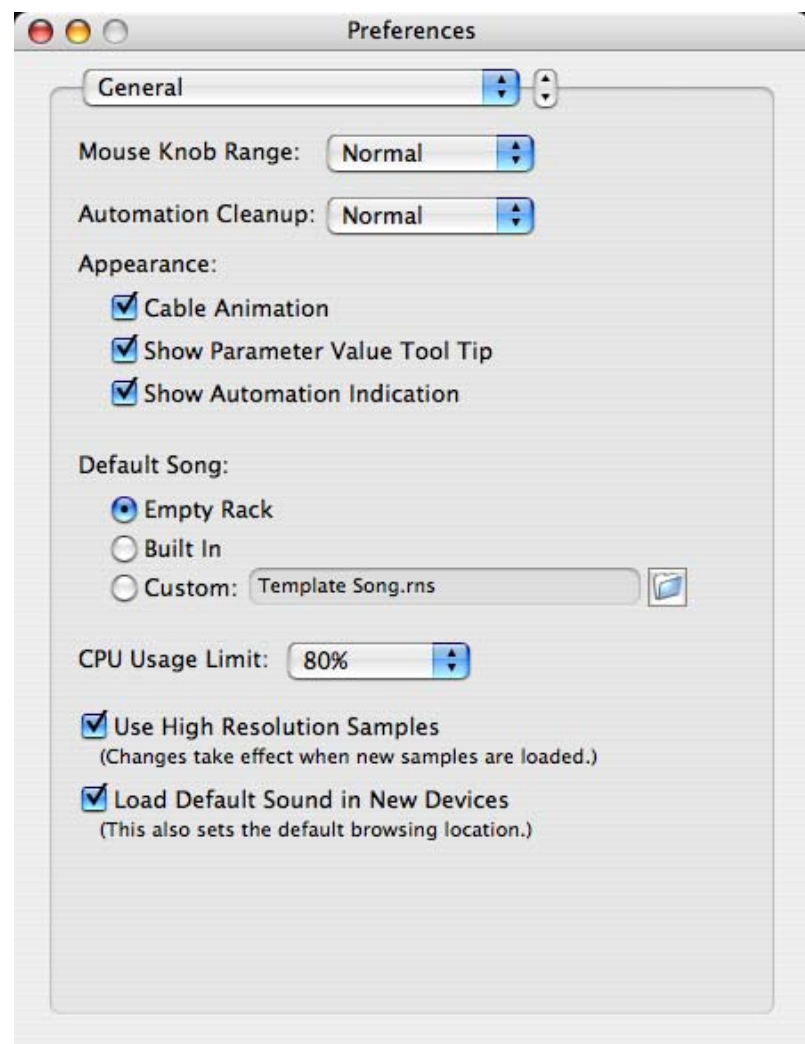 Preferences
General
Mouse Knob Range: Normal
Automation Cleanup: Normal
Appearance:
Cable Animation
Show Parameter Value Tool Tip
Show Automation Indication
Default Song:
Empty Rack
Built In
Custom: Template Song.rns
CPU Usage Limit: 80%
Use High Resolution Samples
(Changes take effect when new samples are loaded.)
Load Default Sound in New Devices
(This also sets the default browsing location.)